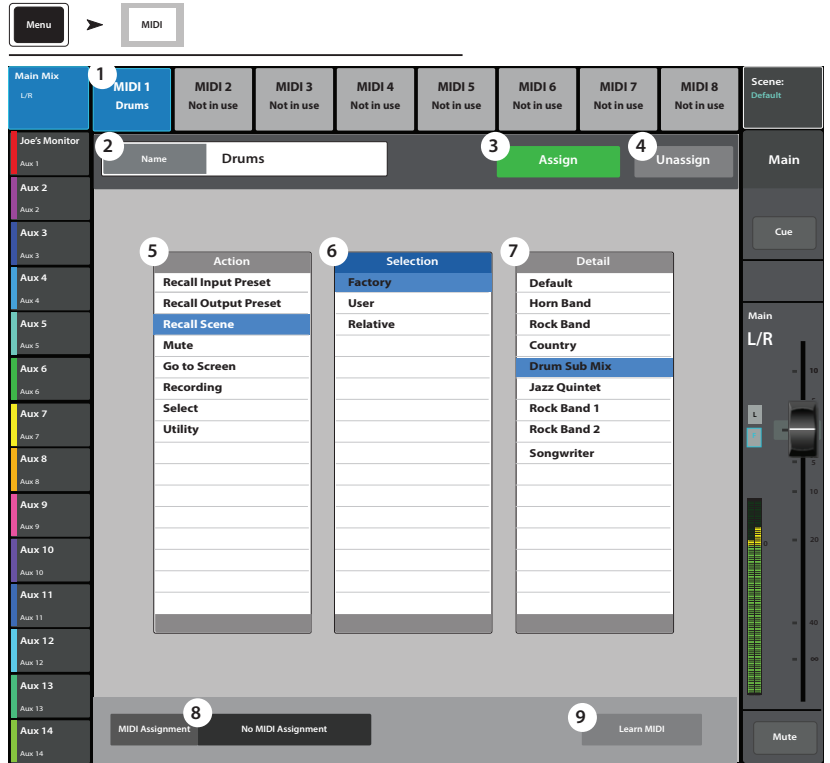 Menu
MIDI
Main Mix
L/R
1
MIDI 1
Drums
MIDI 2
Not in use
MIDI 3
Not in use
MIDI 4
Not in use
MIDI 5
Not in use
MIDI 6
Not in use
MIDI 7
Not in use
MIDI 8
Not in use
Scene:
Default
Joe's Monitor
Aux 1
Aux 2
Aux 2
Aux 3
Aux 3
Aux 4
Aux 4
Aux 5
Aux 5
Aux 6
Aux 6
Aux 7
Aux 7
Aux 8
Aux 8
Aux 9
Aux 9
Aux 10
Aux 10
Aux 11
Aux 11
Aux 12
Aux 12
Aux 13
Aux 13
Aux 14
Aux 14
2
Name
Drums
3
Assign
4
Unassign
5
Action
Recall Input Preset
Recall Output Preset
Recall Scene
Mute
Go to Screen
Recording
Select
Utility
6
Selection
Factory
User
Relative
7
Detail
Default
Horn Band
Rock Band
Country
Drum Sub Mix
Jazz Quintet
Rock Band 1
Rock Band 2
Songwriter
8
MIDI Assignment
No MIDI Assignment
9
Learn MIDI
Main
Cue
Main
L/R
10
L
5
10
20
40
Mute